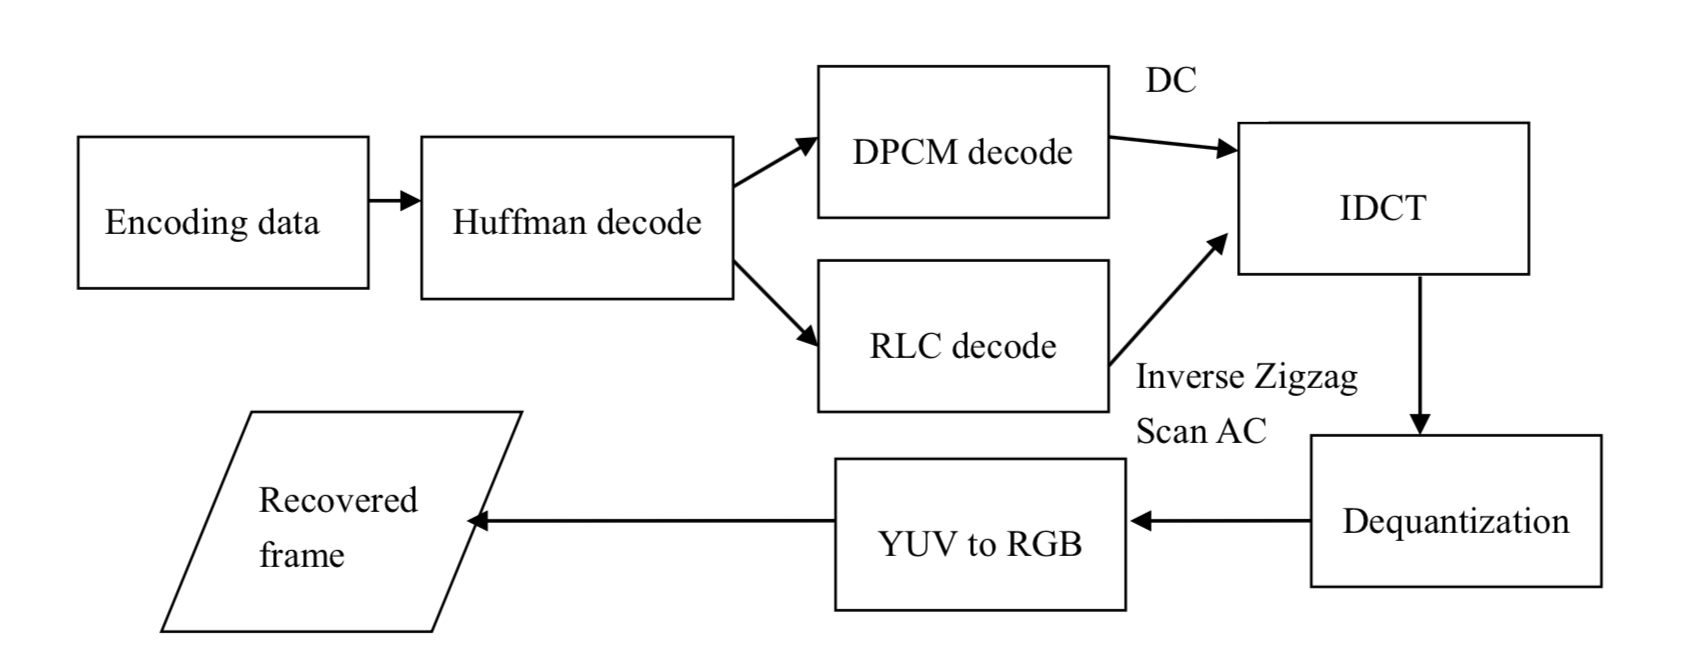 Encoding data
Huffman decode
DPCM decode
DC
IDCT
RLC decode
Inverse Zigzag
Scan AC
Dequantization
YUV to RGB
Recovered
frame